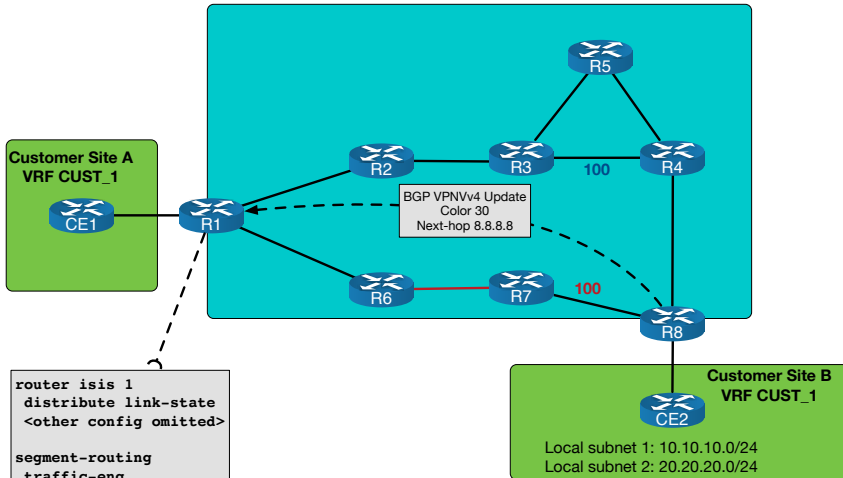 R5
R2
R3
R4
100
Customer Site A
VRF CUST_1
CE1
R1
BGP VPNVv4 Update
Color 30
Next-hop 8.8.8.8
R6
R7
100
R8
router isis 1
distribute link-state
<other config omitted>
segment-routing
traffic-eng
Customer Site B
VRF CUST_1
CE2
Local subnet 1: 10.10.10.0/24
Local subnet 2: 20.20.20.0/24